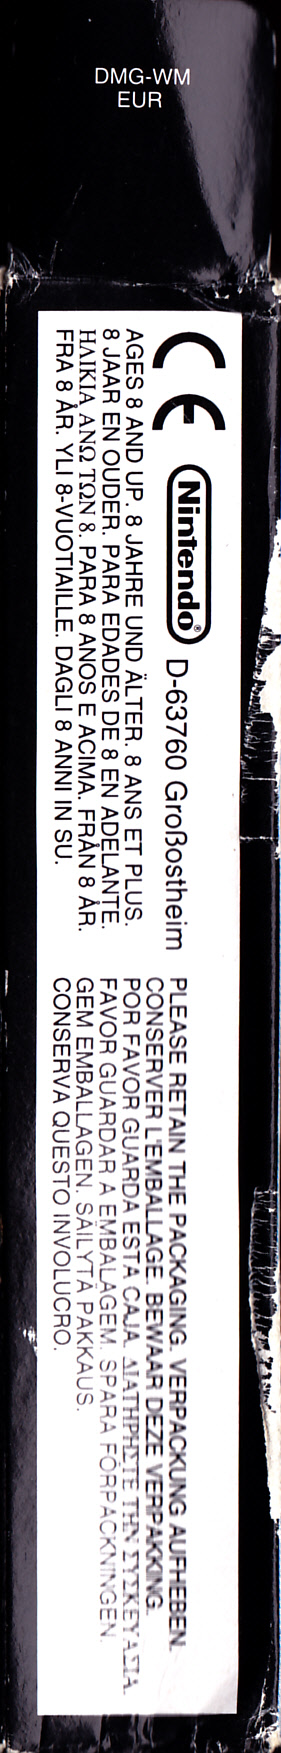 DMG-WM
EUR
CE
Nintendo® D-63760 Großostheim
AGES 8 AND UP. 8 JAHRE UND ÄLTER. 8 ANS ET PLUS.
8 JAAR EN OUDER. PARA EDADES DE 8 EN ADELANTE.
ΗΛΙΚΙΑ ΑΝΩ ΤΩΝ 8. PARA 8 ANOS E ACIMA. FRÅN 8 ÅR.
FRA 8 ÅR. YLI 8-VUOTIAILLE. DAGLI 8 ANNI IN SU.
PLEASE RETAIN THE PACKAGING. VERPACKUNG AUFHEBEN.
CONSERVER L'EMBALLAGE. BEWAAR DEZE VERPAKKING.
POR FAVOR GUARDA ESTA CAJA. ΔΙΑΤΗΡΗΣΤΕ ΤΗΝ ΣΥΣΚΕΥΑΣΙΑ.
FAVOR GUARDAR A EMBALAGEM. SPARA FÖRPACKNINGEN.
GEM EMBALLAGEN. SÄILYTÄ PAKKAUS.
CONSERVA QUESTO INVOLUCRO.